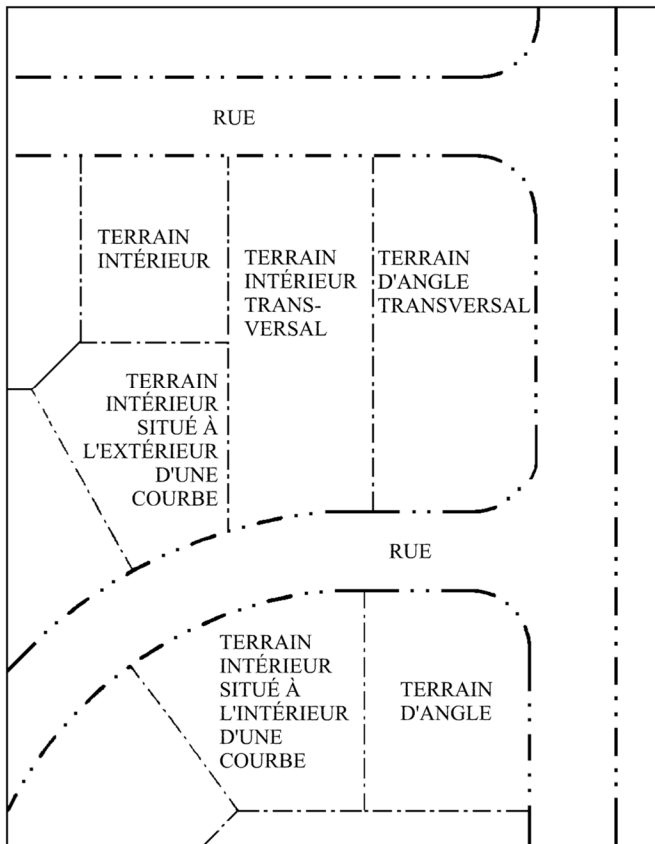 RUE
TERRAIN
INTÉRIEUR
TERRAIN
INTÉRIEUR
TRANS-
VERSAL
TERRAIN
D'ANGLE
TRANSVERSAL
TERRAIN
INTÉRIEUR
SITUÉ À
L'EXTÉRIEUR
D'UNE
COURBE
RUE
TERRAIN
INTÉRIEUR
SITUÉ À
L'INTÉRIEUR
D'UNE
COURBE
TERRAIN
D'ANGLE